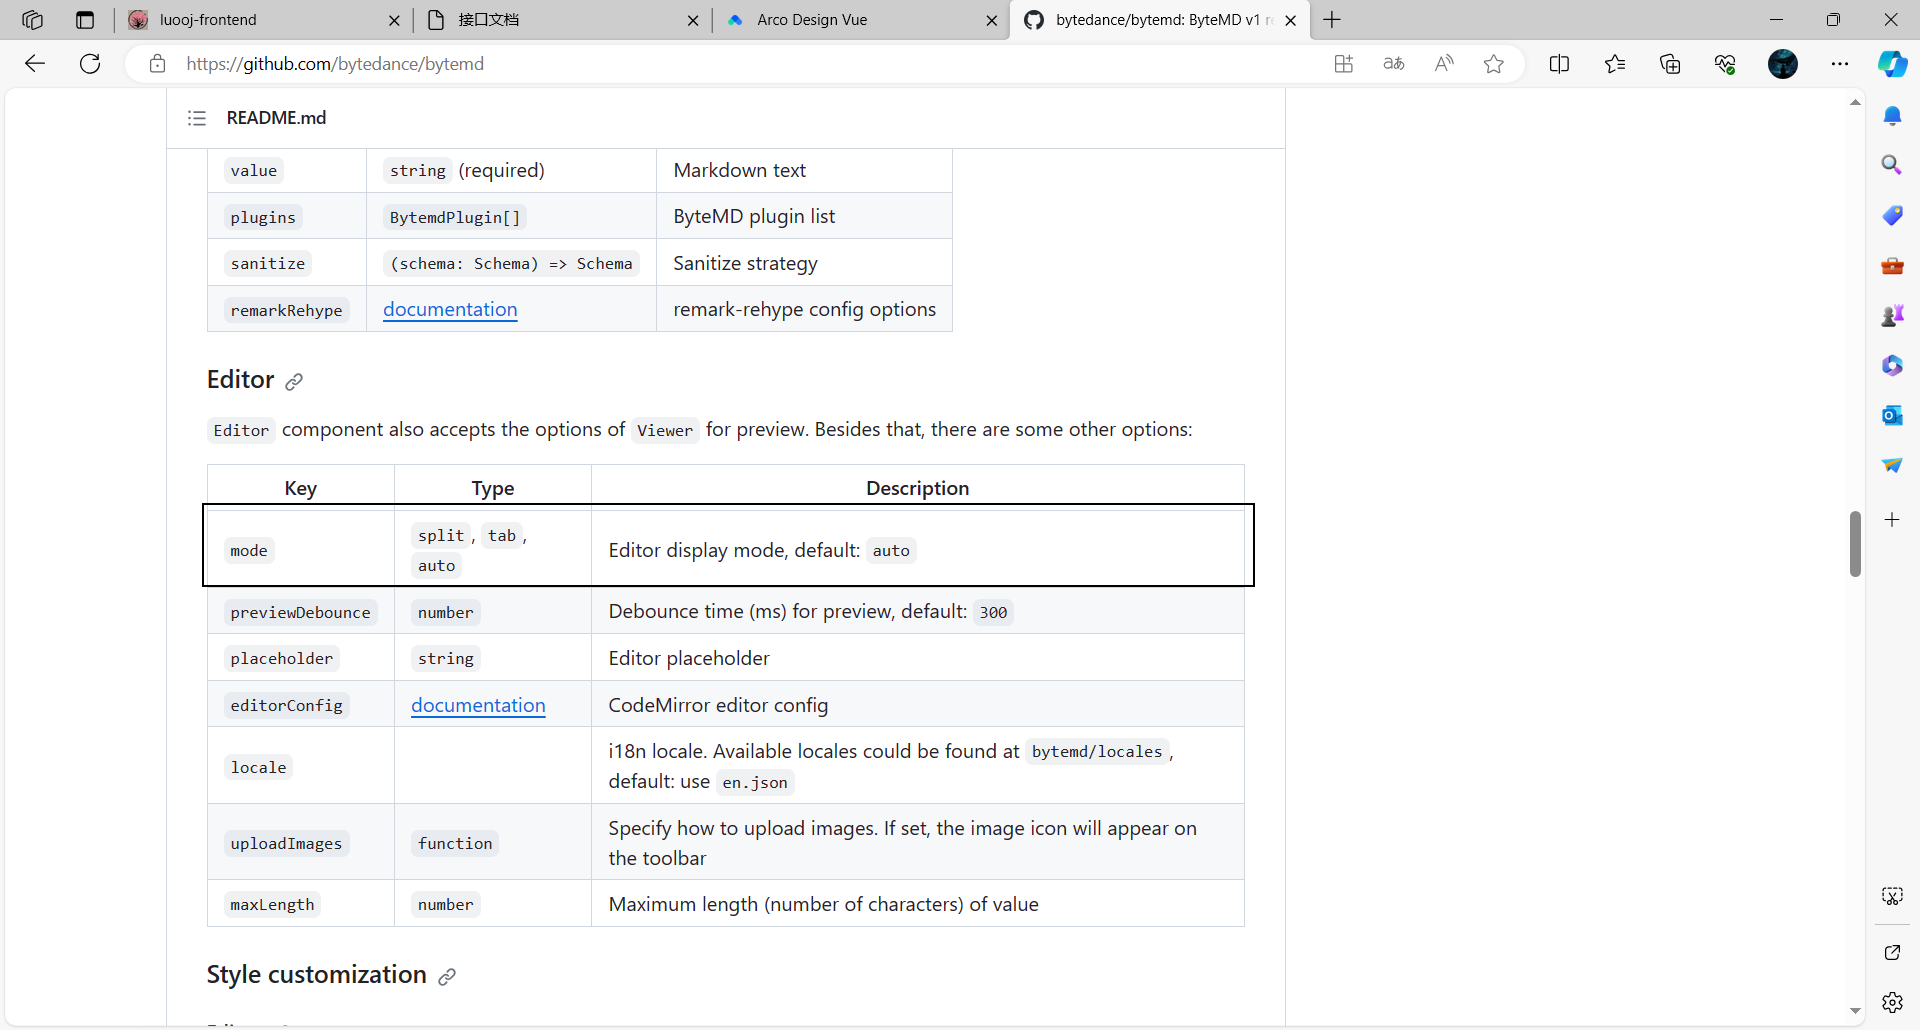 luooj-frontend
接口文档
Arco Design Vue
bytedance/bytemd: ByteMD v1 re
https://github.com/bytedance/bytemd
README.md
value string (required) Markdown text
plugins BytemdPlugin[] ByteMD plugin list
sanitize (schema: Schema) => Schema Sanitize strategy
remarkRehype documentation remark-rehype config options
Editor
Editor component also accepts the options of Viewer for preview. Besides that, there are some other options:
Key Type Description
mode split, tab, auto Editor display mode, default: auto
previewDebounce number Debounce time (ms) for preview, default: 300
placeholder string Editor placeholder
editorConfig documentation CodeMirror editor config
locale i18n locale. Available locales could be found at bytemd/locales,
default: use en.json
uploadImages function Specify how to upload images. If set, the image icon will appear on
the toolbar
maxLength number Maximum length (number of characters) of value
Style customization